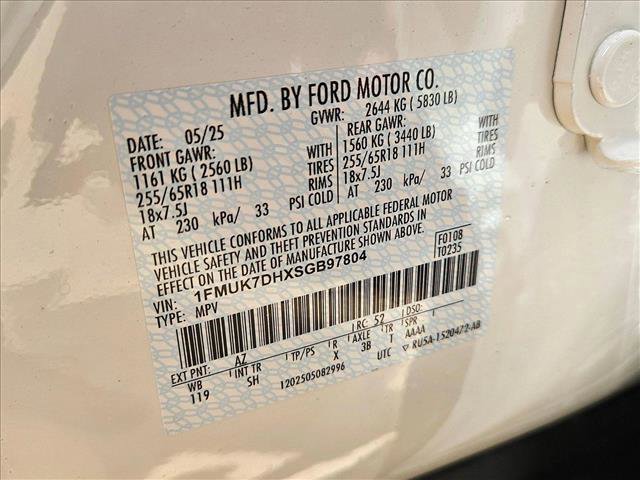 MFD. BY FORD MOTOR CO.
DATE: 05/25 GVWR: 2644 KG ( 5830 LB)
FRONT GAWR: REAR GAWR:
1161 KG ( 2560 LB) WITH 1560 KG ( 3440 LB) WITH
255/65R18 111H TIRES 255/65R18 111H TIRES
18x7.5J RIMS 18x7.5J RIMS
AT 230 kPa/ 33 PSI COLD AT 230 kPa/ 33 PSI COLD
THIS VEHICLE CONFORMS TO ALL APPLICABLE FEDERAL MOTOR
VEHICLE SAFETY AND THEFT PREVENTION STANDARDS IN
EFFECT ON THE DATE OF MANUFACTURE SHOWN ABOVE.
F0108
T0235
VIN: 1FMUK7DHXSGB97804
TYPE: MPV
EXT PNT: AZ RC: 52 DSO:
WB INT TR TP/PS R AXLE TR SPR
119 SH X 3B T AAAA
1202505082996 UTC RU5A-1520472-AB